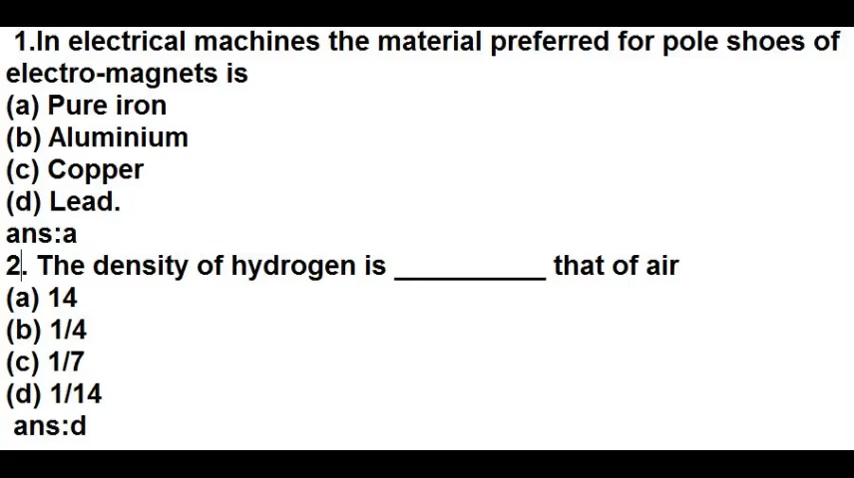 1.In electrical machines the material preferred for pole shoes of
electro-magnets is
(a) Pure iron
(b) Aluminium
(c) Copper
(d) Lead.
ans:a
2. The density of hydrogen is __________ that of air
(a) 14
(b) 1/4
(c) 1/7
(d) 1/14
ans:d